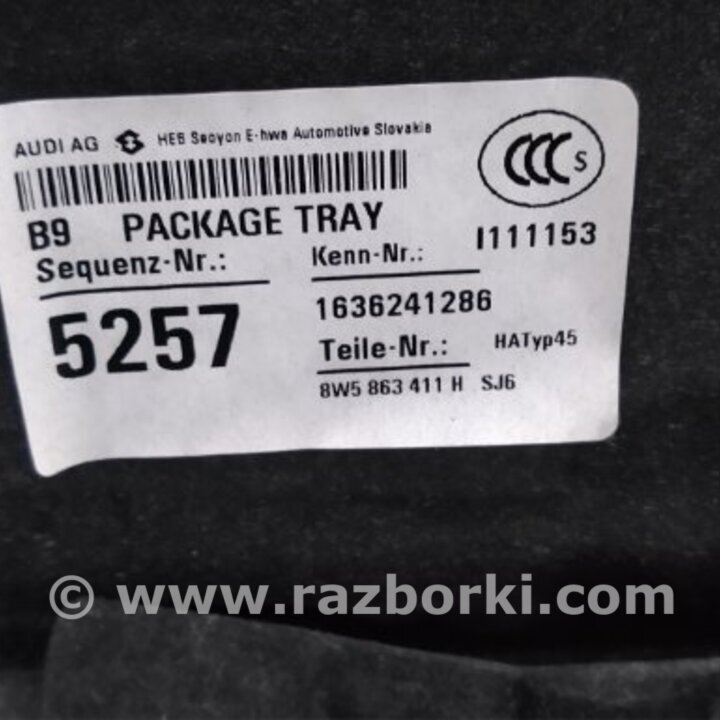 AUDI AG HEB Seoyon E-hwa Automotive Slovakia
CCC S
B9 PACKAGE TRAY
I111153
Sequenz-Nr.: Kenn-Nr.:
5257 1636241286
Teile-Nr.: HATyp45
8W5 863 411 H SJ6
© www.razborki.com